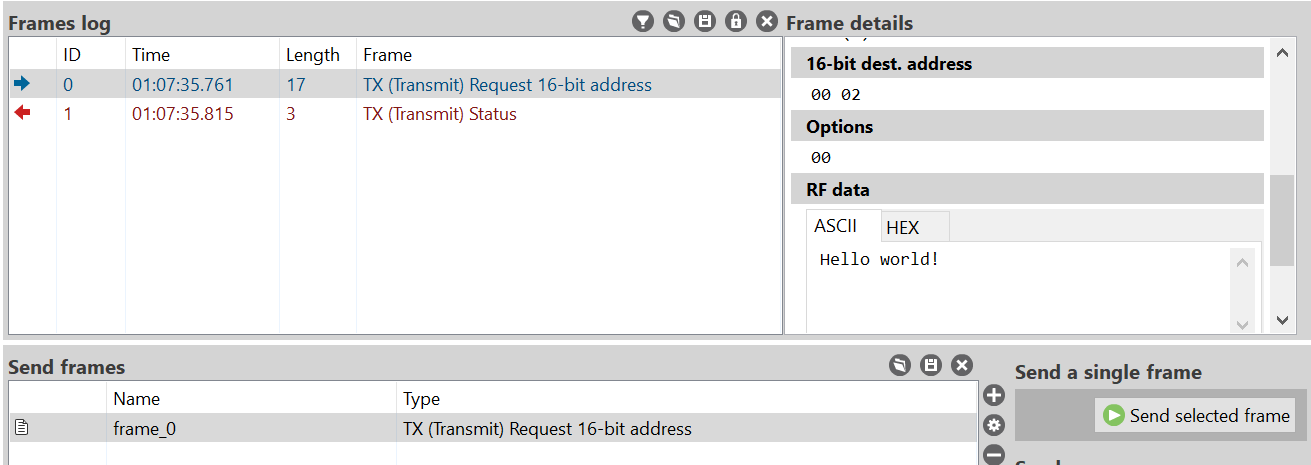 Frames log
ID Time Length Frame
0 01:07:35.761 17 TX (Transmit) Request 16-bit address
1 01:07:35.815 3 TX (Transmit) Status
Frame details
16-bit dest. address
00 02
Options
00
RF data
ASCII HEX
Hello world!
Send frames
Name Type
frame_0 TX (Transmit) Request 16-bit address
Send a single frame
Send selected frame